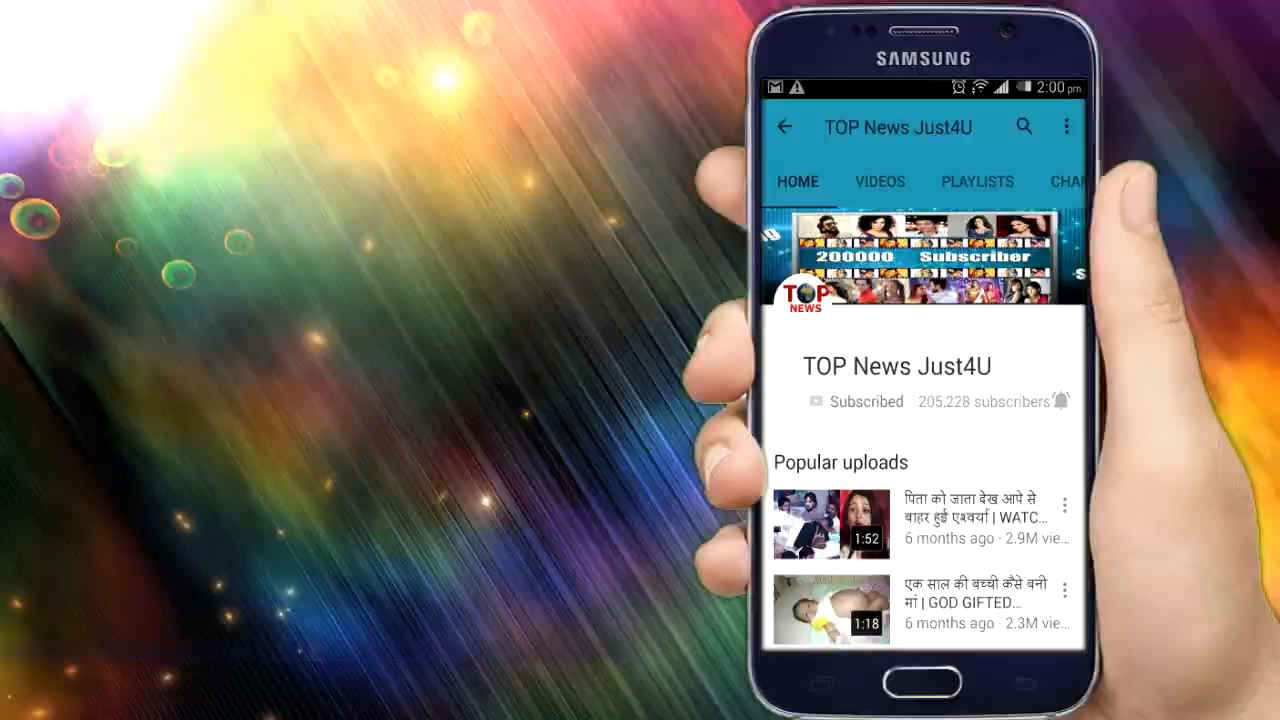 SAMSUNG
2:00 pm
TOP News Just4U
HOME VIDEOS PLAYLISTS CHAN
200000 Subscriber
TOP
NEWS
TOP News Just4U
Subscribed 205,228 subscribers
Popular uploads
पिता को जाता देख आपे से
बाहर हुई एश्वर्या | WATC...
6 months ago · 2.9M vie...
1:52
एक साल की बच्ची कैसे बनी
मां | GOD GIFTED...
6 months ago · 2.3M vie...
1:18